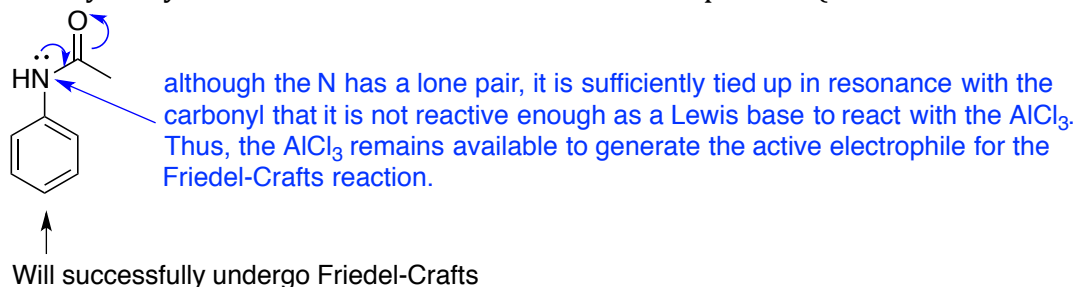 O
HN
although the N has a lone pair, it is sufficiently tied up in resonance with the
carbonyl that it is not reactive enough as a Lewis base to react with the AlCl3.
Thus, the AlCl3 remains available to generate the active electrophile for the
Friedel-Crafts reaction.
Will successfully undergo Friedel-Crafts